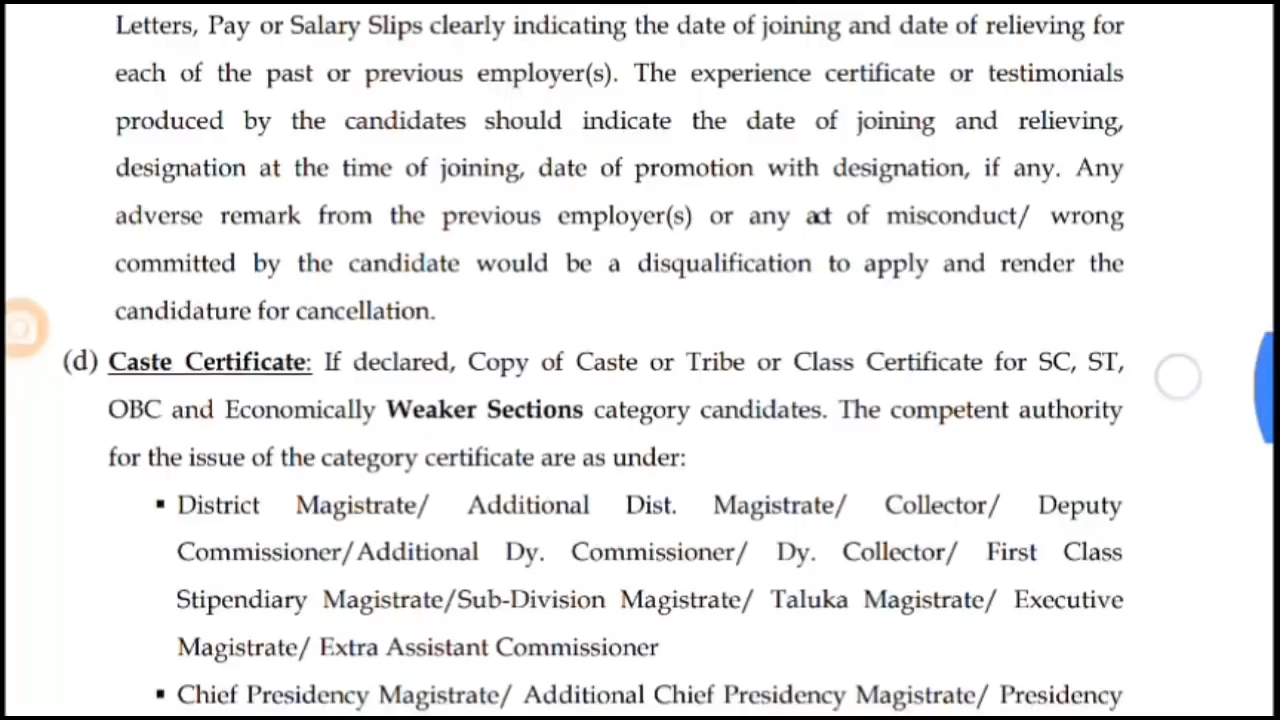 Letters, Pay or Salary Slips clearly indicating the date of joining and date of relieving for
each of the past or previous employer(s). The experience certificate or testimonials
produced by the candidates should indicate the date of joining and relieving,
designation at the time of joining, date of promotion with designation, if any. Any
adverse remark from the previous employer(s) or any act of misconduct/ wrong
committed by the candidate would be a disqualification to apply and render the
candidature for cancellation.
(d) Caste Certificate: If declared, Copy of Caste or Tribe or Class Certificate for SC, ST,
OBC and Economically Weaker Sections category candidates. The competent authority
for the issue of the category certificate are as under:
▪ District Magistrate/ Additional Dist. Magistrate/ Collector/ Deputy
Commissioner/Additional Dy. Commissioner/ Dy. Collector/ First Class
Stipendiary Magistrate/Sub-Division Magistrate/ Taluka Magistrate/ Executive
Magistrate/ Extra Assistant Commissioner
▪ Chief Presidency Magistrate/ Additional Chief Presidency Magistrate/ Presidency